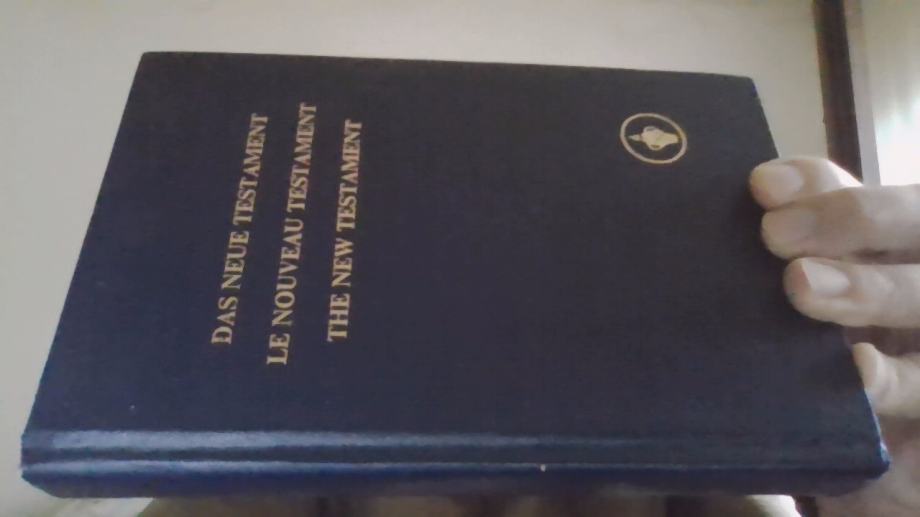 DAS NEUE TESTAMENT
LE NOUVEAU TESTAMENT
THE NEW TESTAMENT